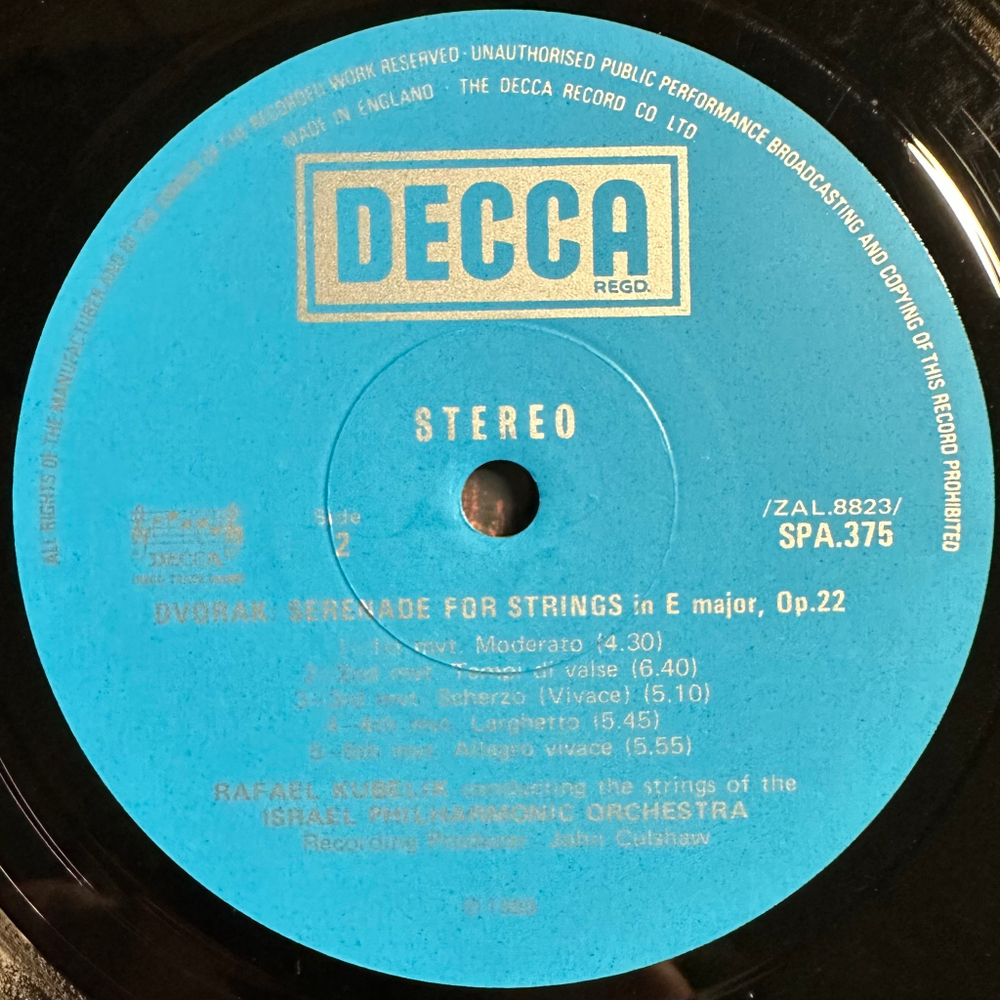 ALL RIGHTS OF THE MANUFACTURER AND OF THE OWNER OF THE RECORDED WORK RESERVED · UNAUTHORISED PUBLIC PERFORMANCE BROADCASTING AND COPYING OF THIS RECORD PROHIBITED
MADE IN ENGLAND · THE DECCA RECORD CO LTD
DECCA
REGD.
STEREO
/ZAL.8823/
SPA.375
Side
2
DECCA
DVORAK: SERENADE FOR STRINGS in E major, Op.22
1—1st mvt. Moderato (4.30)
2—2nd mvt. Tempi di valse (6.40)
3—3rd mvt. Scherzo (Vivace) (5.10)
4—4th mvt. Larghetto (5.45)
5—5th mvt. Allegro vivace (5.55)
RAFAEL KUBELIK conducting the strings of the
ISRAEL PHILHARMONIC ORCHESTRA
Recording Producer: John Culshaw